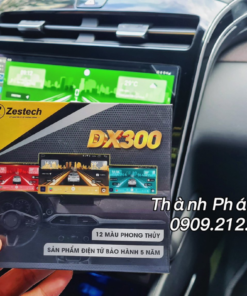 Zestech
DX300
Thành Phá
0909.212.
12 MÀU PHONG THỦY
SẢN PHẨM ĐIỆN TỬ BẢO HÀNH 5 NĂM